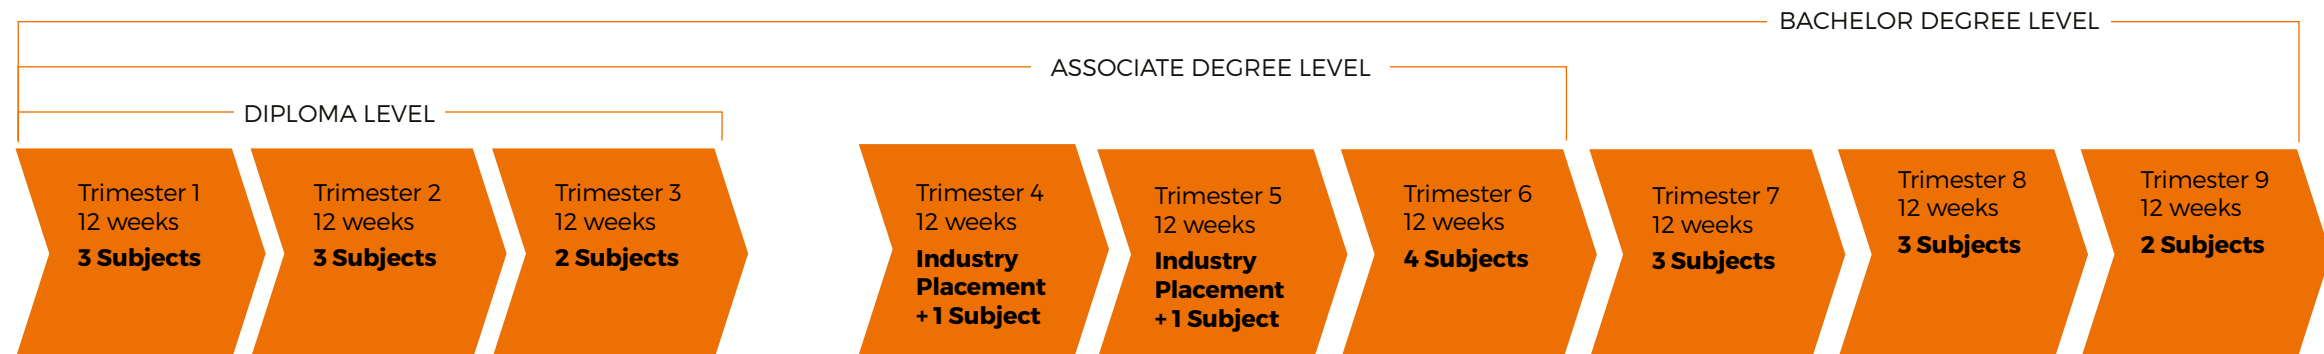 BACHELOR DEGREE LEVEL
ASSOCIATE DEGREE LEVEL
DIPLOMA LEVEL
Trimester 1
12 weeks
3 Subjects
Trimester 2
12 weeks
3 Subjects
Trimester 3
12 weeks
2 Subjects
Trimester 4
12 weeks
Industry
Placement
+ 1 Subject
Trimester 5
12 weeks
Industry
Placement
+ 1 Subject
Trimester 6
12 weeks
4 Subjects
Trimester 7
12 weeks
3 Subjects
Trimester 8
12 weeks
3 Subjects
Trimester 9
12 weeks
2 Subjects